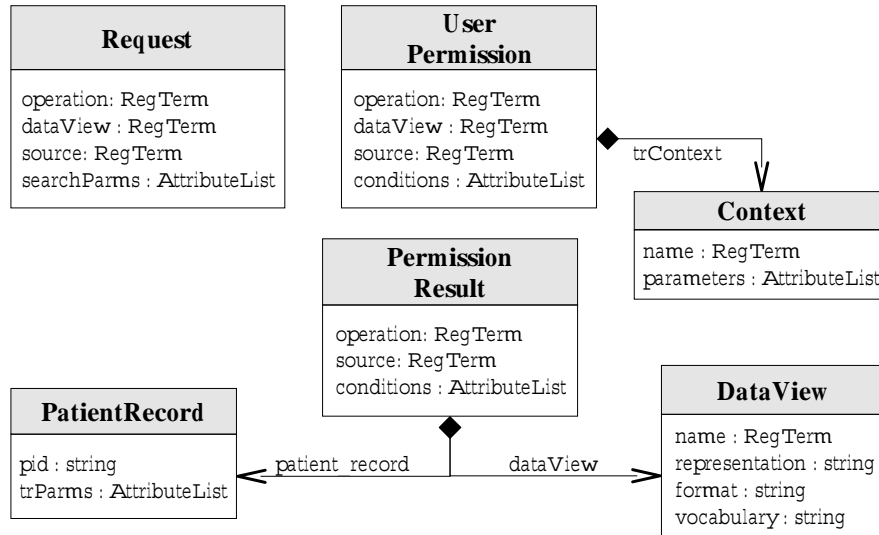 Request
operation: RegTerm
dataView : RegTerm
source: RegTerm
searchParms : AttributeList
User
Permission
operation: RegTerm
dataView : RegTerm
source: RegTerm
conditions : AttributeList
trContext
Context
name : RegTerm
parameters : AttributeList
Permission
Result
operation: RegTerm
source: RegTerm
conditions : AttributeList
PatientRecord
pid : string
trParms : AttributeList
patient_record
dataView
DataView
name : RegTerm
representation : string
format : string
vocabulary : string